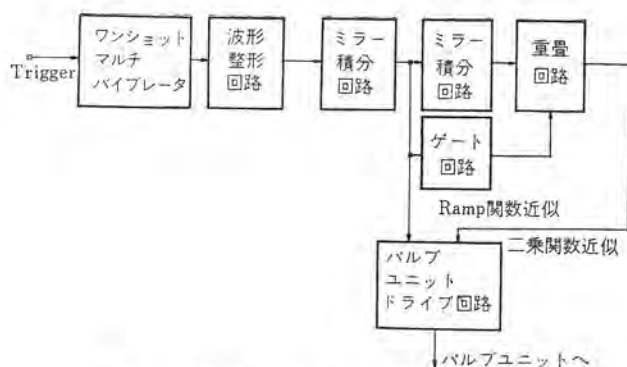 Trigger
ワンショット
マルチ
バイブレータ
波形
整形
回路
ミラー
積分
回路
ミラー
積分
回路
重畳
回路
ゲート
回路
Ramp関数近似
二乗関数近似
バルブ
ユニット
ドライブ回路
バルブユニットへ